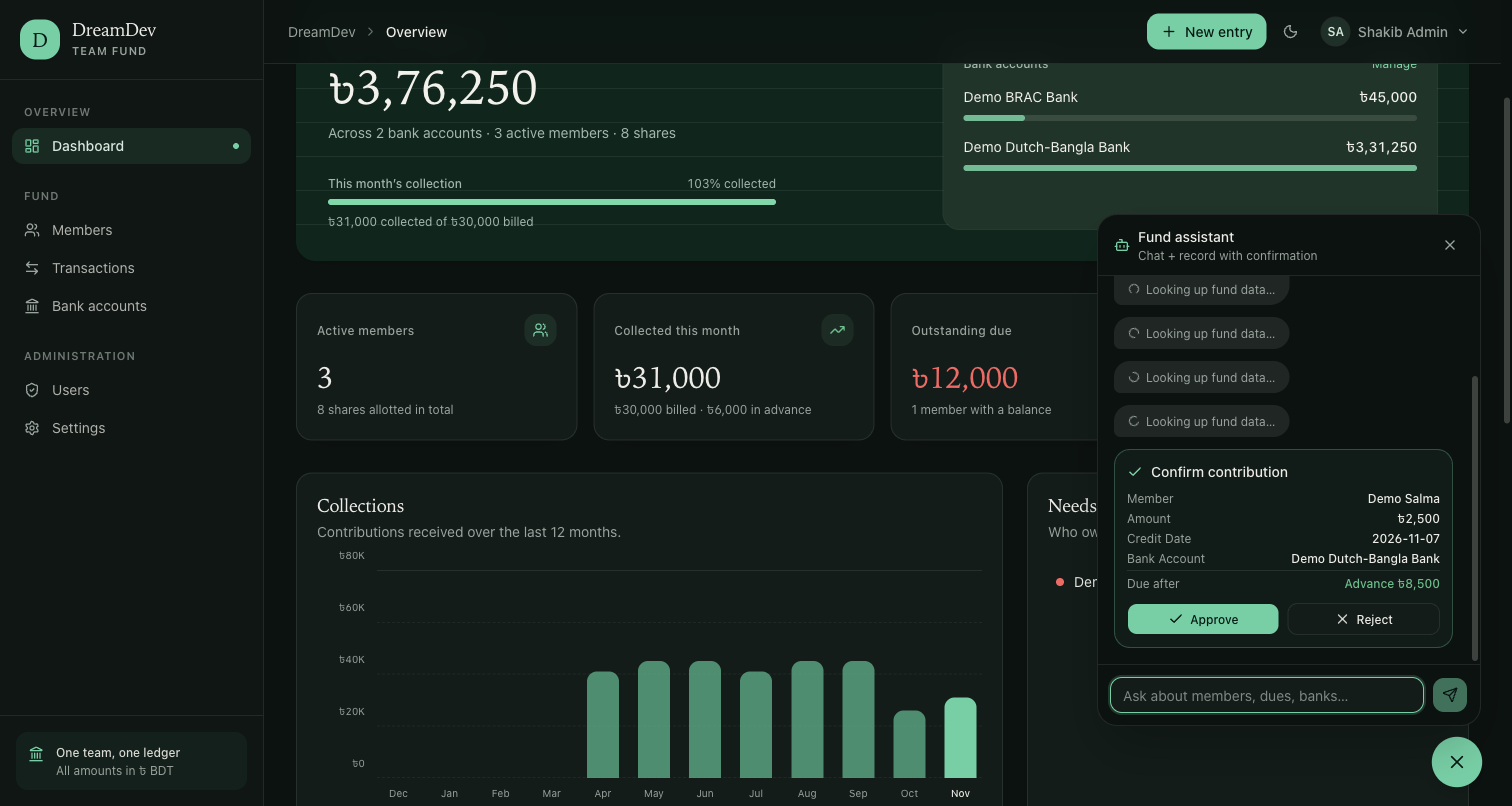 D
DreamDev
TEAM FUND
OVERVIEW
Dashboard
FUND
Members
Transactions
Bank accounts
ADMINISTRATION
Users
Settings
One team, one ledger
All amounts in ৳ BDT
DreamDev > Overview
New entry
SA
Shakib Admin
৳3,76,250
Across 2 bank accounts · 3 active members · 8 shares
This month's collection
103% collected
৳31,000 collected of ৳30,000 billed
Bank accounts
Manage
Demo BRAC Bank
৳45,000
Demo Dutch-Bangla Bank
৳3,31,250
Active members
3
8 shares allotted in total
Collected this month
৳31,000
৳30,000 billed · ৳6,000 in advance
Outstanding due
৳12,000
1 member with a balance
Collections
Contributions received over the last 12 months.
৳80K
৳60K
৳40K
৳20K
৳0
Dec Jan Feb Mar Apr May Jun Jul Aug Sep Oct Nov
Needs
Who ow
Der
Fund assistant
Chat + record with confirmation
Looking up fund data...
Looking up fund data...
Looking up fund data...
Looking up fund data...
Confirm contribution
Member Demo Salma
Amount ৳2,500
Credit Date 2026-11-07
Bank Account Demo Dutch-Bangla Bank
Due after Advance ৳8,500
Approve
Reject
Ask about members, dues, banks...